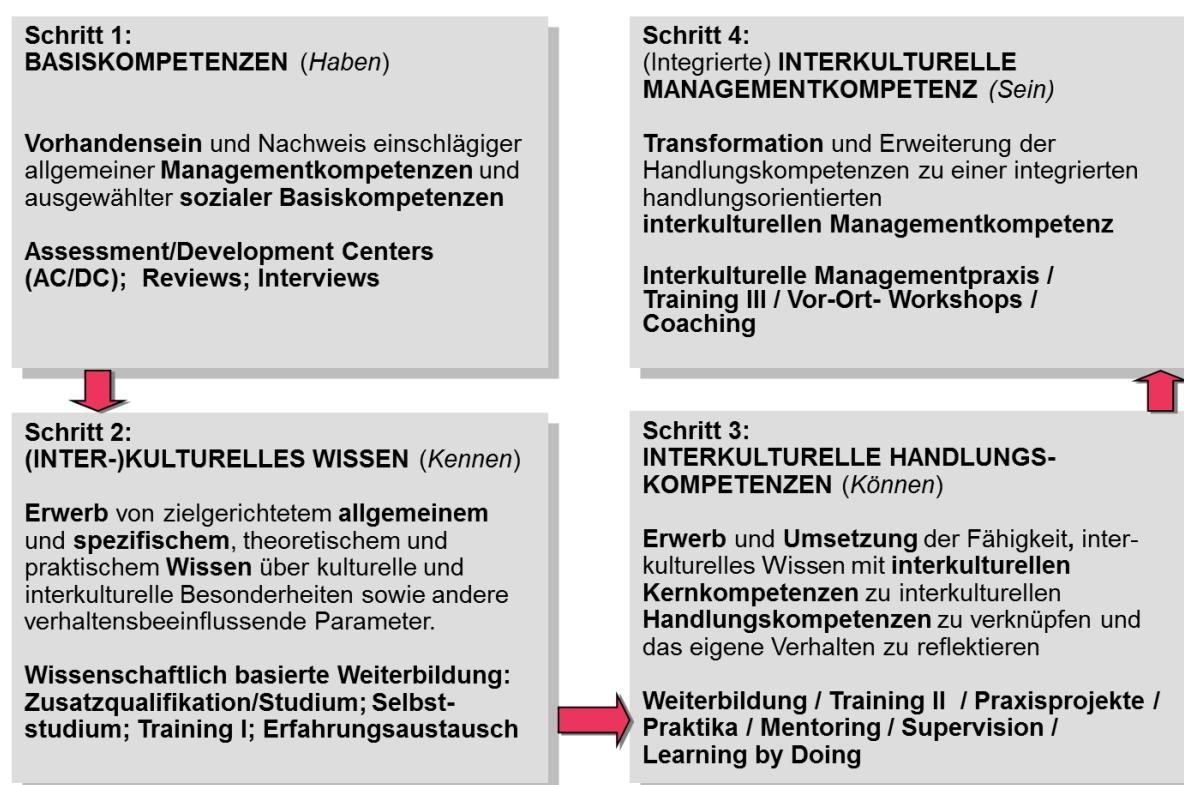 Schritt 1:
BASISKOMPETENZEN (Haben)
Vorhandensein und Nachweis einschlägiger
allgemeiner Managementkompetenzen und
ausgewählter sozialer Basiskompetenzen
Assessment/Development Centers
(AC/DC); Reviews; Interviews
Schritt 2:
(INTER-)KULTURELLES WISSEN (Kennen)
Erwerb von zielgerichtetem allgemeinem
und spezifischem, theoretischem und
praktischem Wissen über kulturelle und
interkulturelle Besonderheiten sowie andere
verhaltensbeeinflussende Parameter.
Wissenschaftlich basierte Weiterbildung:
Zusatzqualifikation/Studium; Selbst-
studium; Training I; Erfahrungsaustausch
Schritt 3:
INTERKULTURELLE HANDLUNGS-
KOMPETENZEN (Können)
Erwerb und Umsetzung der Fähigkeit, inter-
kulturelles Wissen mit interkulturellen
Kernkompetenzen zu interkulturellen
Handlungskompetenzen zu verknüpfen und
das eigene Verhalten zu reflektieren
Weiterbildung / Training II / Praxisprojekte /
Praktika / Mentoring / Supervision /
Learning by Doing
Schritt 4:
(Integrierte) INTERKULTURELLE
MANAGEMENTKOMPETENZ (Sein)
Transformation und Erweiterung der
Handlungskompetenzen zu einer integrierten
handlungsorientierten
interkulturellen Managementkompetenz
Interkulturelle Managementpraxis /
Training III / Vor-Ort- Workshops /
Coaching